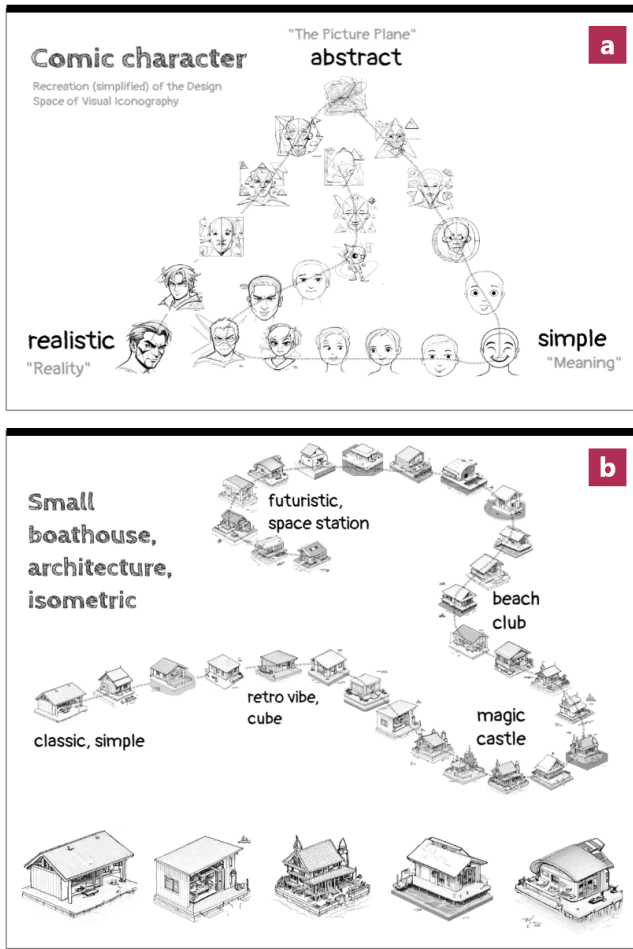 "The Picture Plane"
abstract
a
Comic character
Recreation (simplified) of the Design
Space of Visual Iconography
realistic
"Reality"
simple
"Meaning"
b
Small
boathouse,
architecture,
isometric
futuristic,
space station
beach
club
retro vibe,
cube
magic
castle
classic, simple